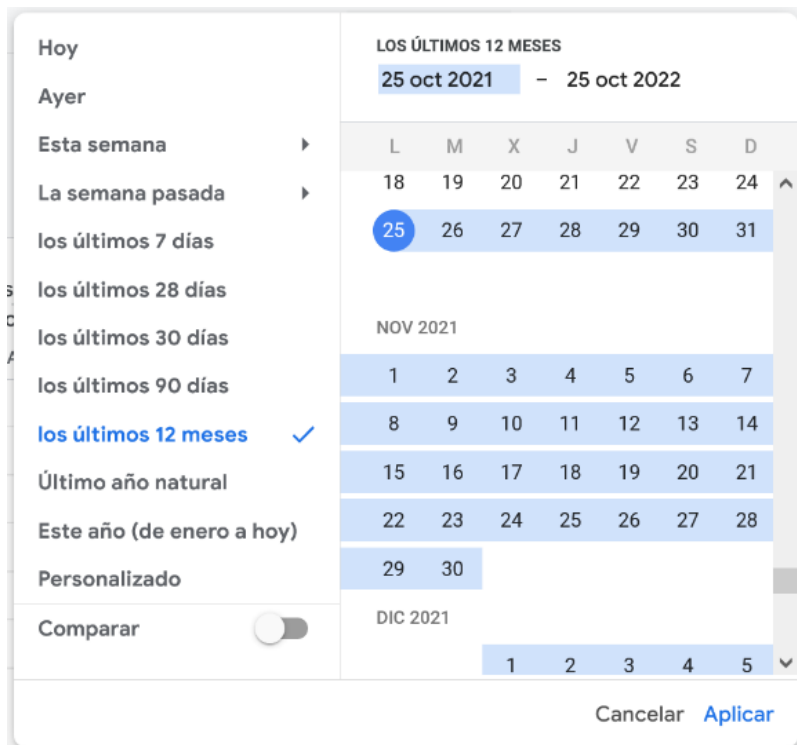 Hoy
Ayer
Esta semana
La semana pasada
los últimos 7 días
los últimos 28 días
los últimos 30 días
los últimos 90 días
los últimos 12 meses
Último año natural
Este año (de enero a hoy)
Personalizado
Comparar
LOS ÚLTIMOS 12 MESES
25 oct 2021 – 25 oct 2022
L M X J V S D
18 19 20 21 22 23 24
25 26 27 28 29 30 31
NOV 2021
1 2 3 4 5 6 7
8 9 10 11 12 13 14
15 16 17 18 19 20 21
22 23 24 25 26 27 28
29 30
DIC 2021
1 2 3 4 5
Cancelar Aplicar